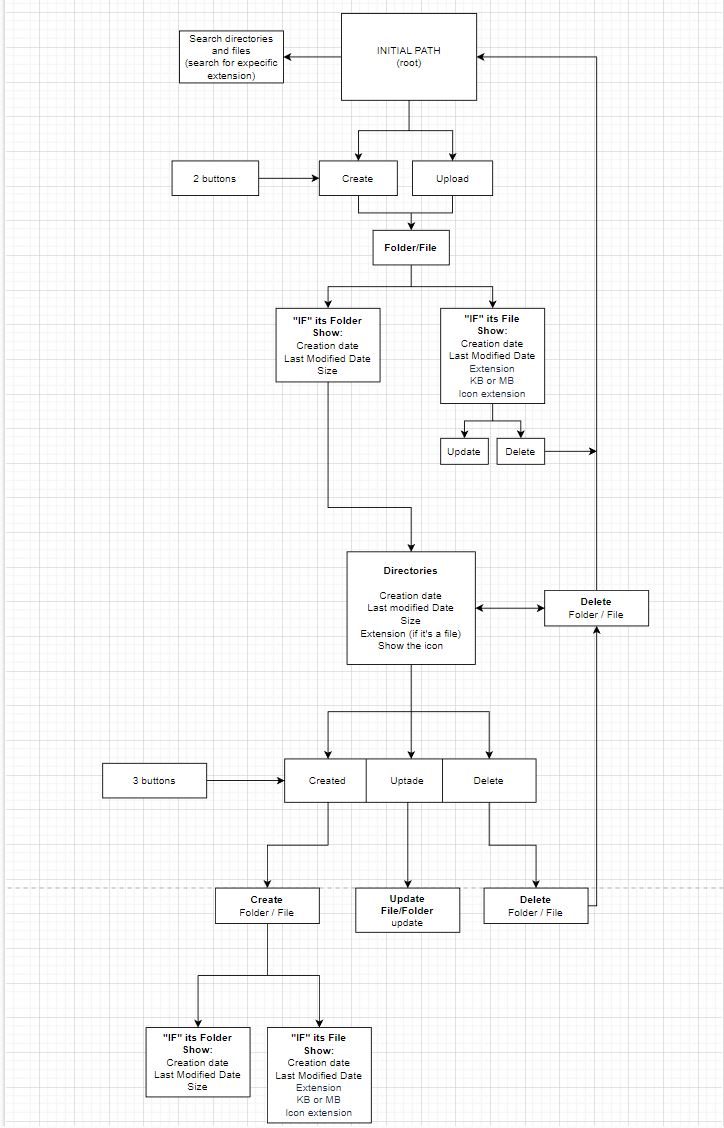 Search directories
and files
(search for expecific
extension)
INITIAL PATH
(root)
2 buttons
Create
Upload
Folder/File
"IF" its Folder
Show:
Creation date
Last Modified Date
Size
"IF" its File
Show:
Creation date
Last Modified Date
Extension
KB or MB
Icon extension
Update
Delete
Directories
Creation date
Last modified Date
Size
Extension (if it's a file)
Show the icon
Delete
Folder / File
3 buttons
Created
Uptade
Delete
Create
Folder / File
Update
File/Folder
update
Delete
Folder / File
"IF" its Folder
Show:
Creation date
Last Modified Date
Size
"IF" its File
Show:
Creation date
Last Modified Date
Extension
KB or MB
Icon extension